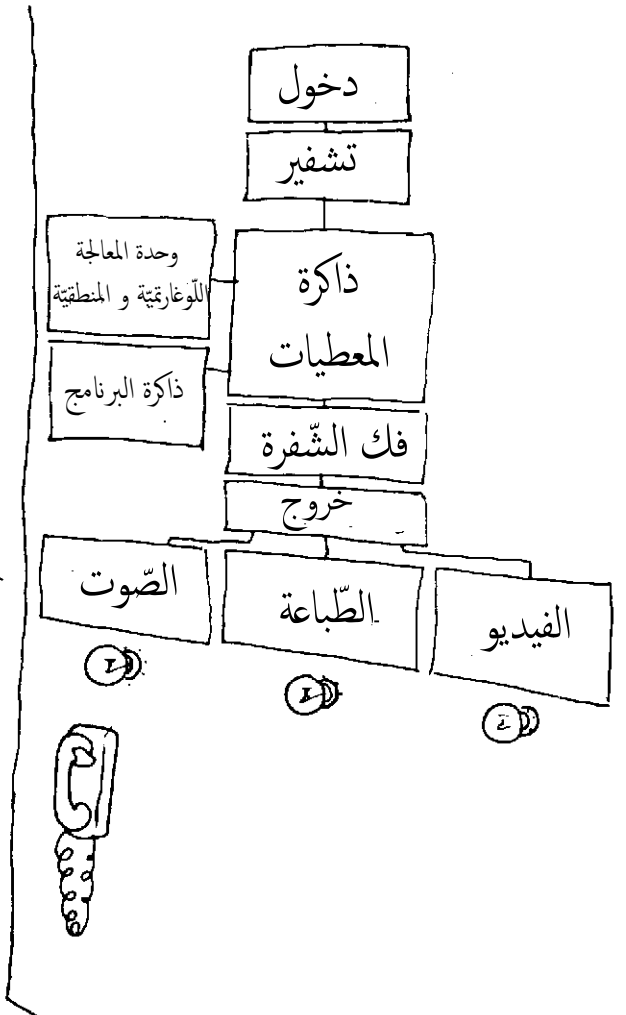 دخول
تشفير
ذاكرة
المعطيات
وحدة المعالجة
اللّوغارتميّة و المنطقيّة
ذاكرة البرنامج
فك الشّفرة
خروج
الفيديو
الطّباعة
الصّوت